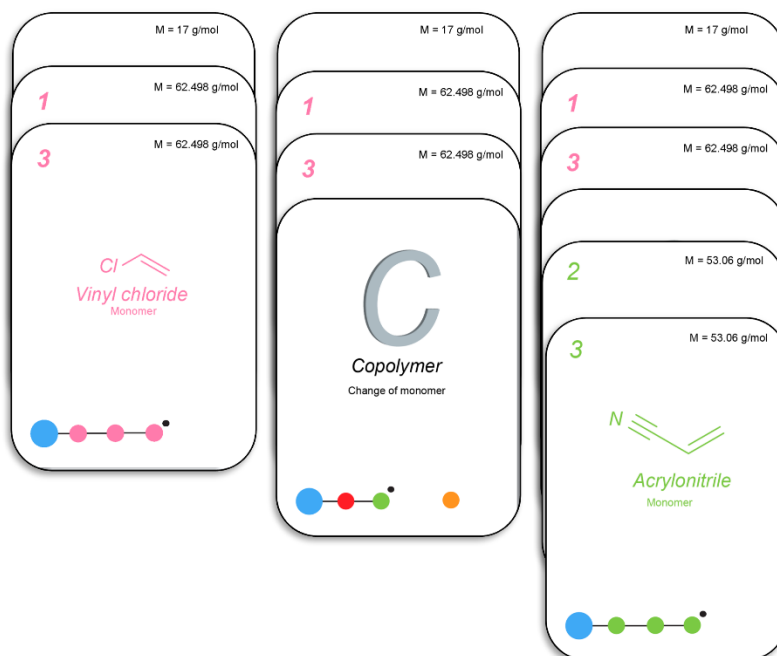 M = 17 g/mol
1
M = 62.498 g/mol
3
M = 62.498 g/mol
Cl
Vinyl chloride
Monomer
M = 17 g/mol
1
M = 62.498 g/mol
3
M = 62.498 g/mol
C
Copolymer
Change of monomer
M = 17 g/mol
1
M = 62.498 g/mol
3
M = 62.498 g/mol
2
M = 53.06 g/mol
3
M = 53.06 g/mol
N
Acrylonitrile
Monomer